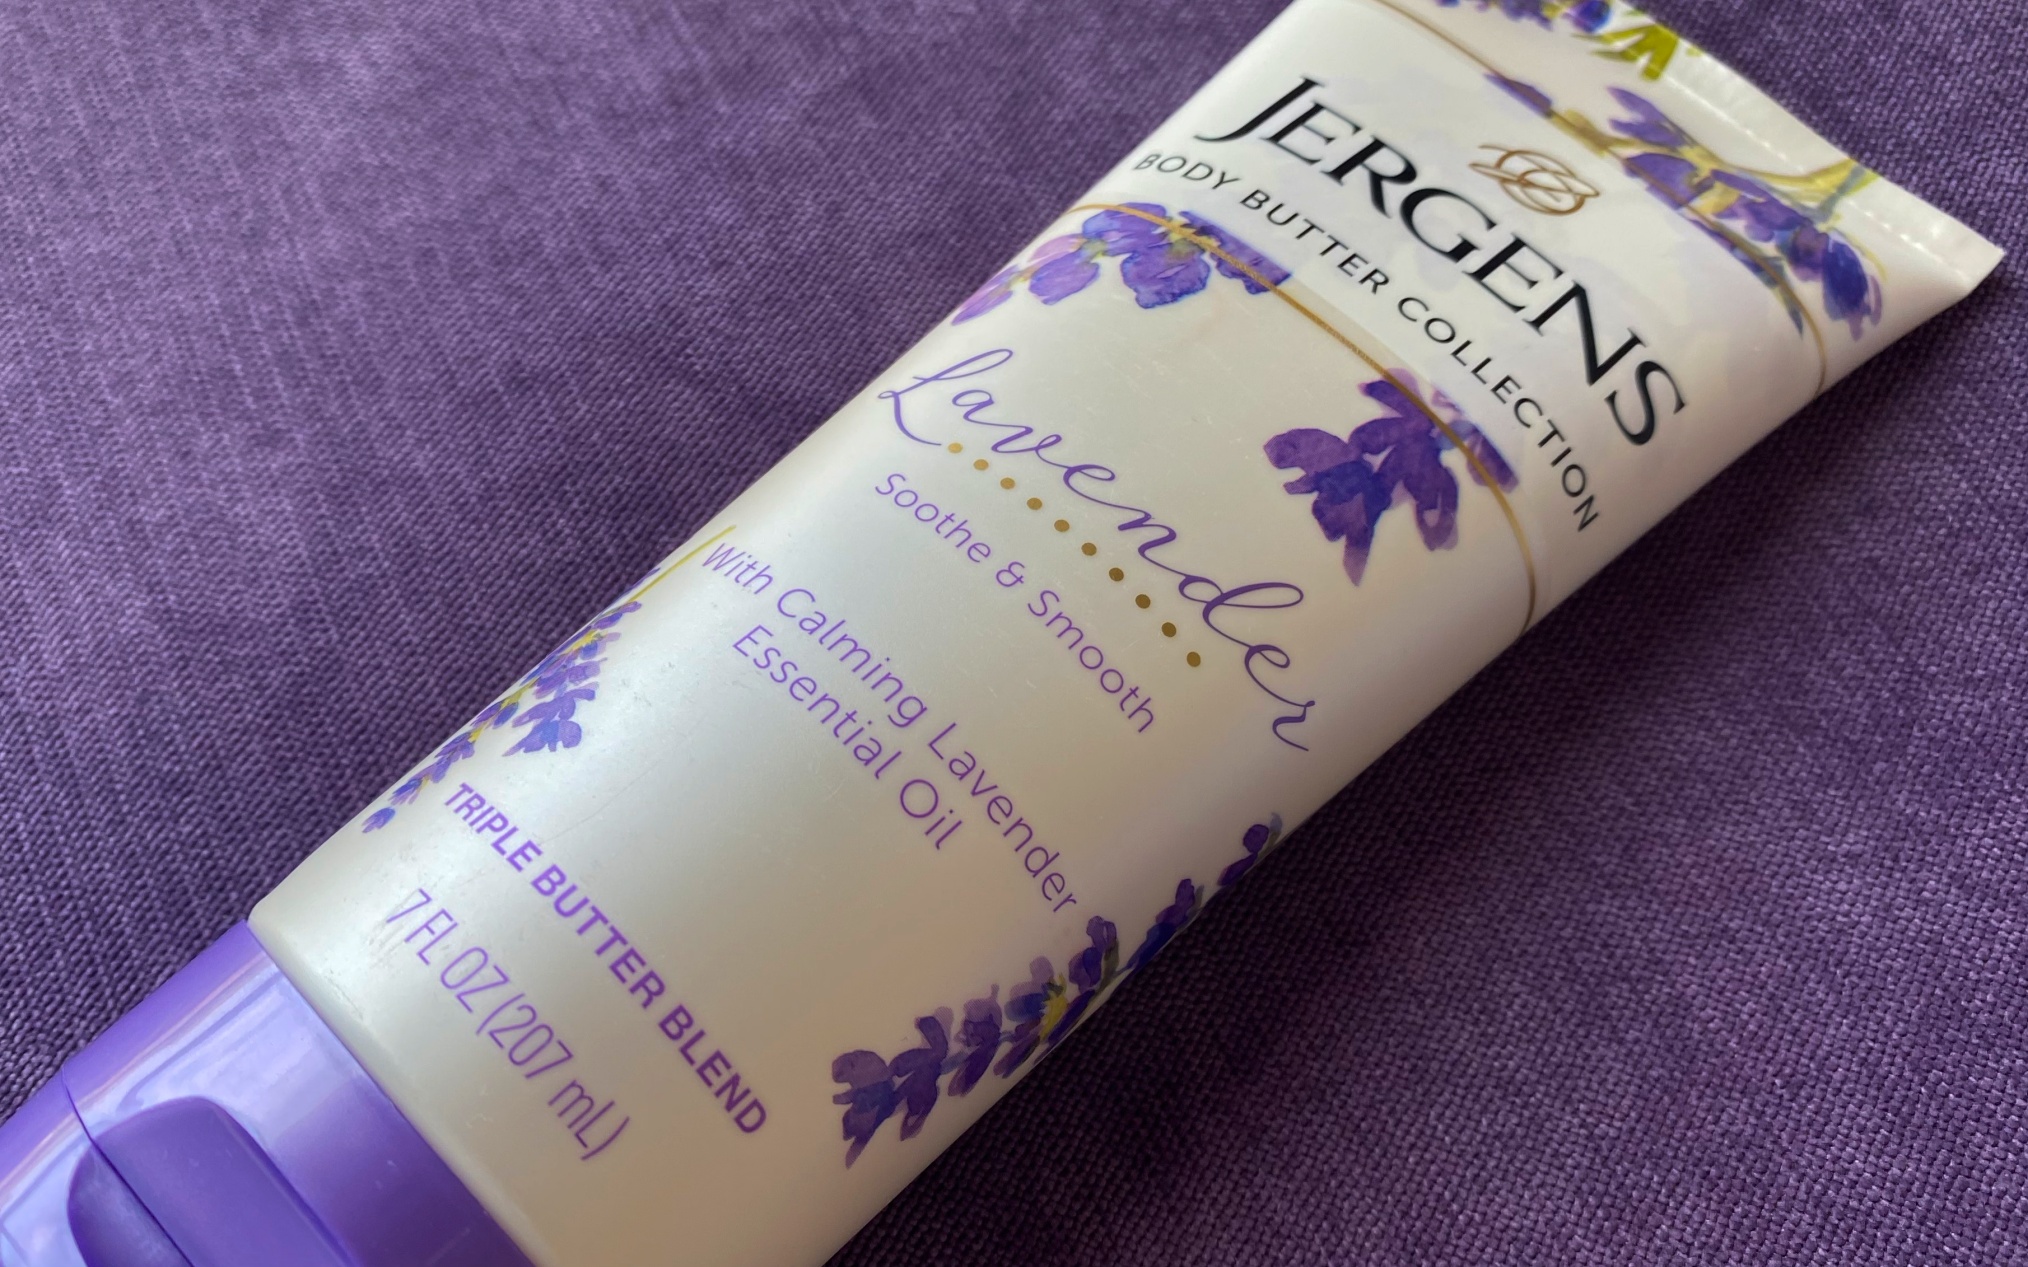 JERGENS
BODY BUTTER COLLECTION
Lavender
Soothe & Smooth
With Calming Lavender
Essential Oil
TRIPLE BUTTER BLEND
7 FL OZ (207 mL)